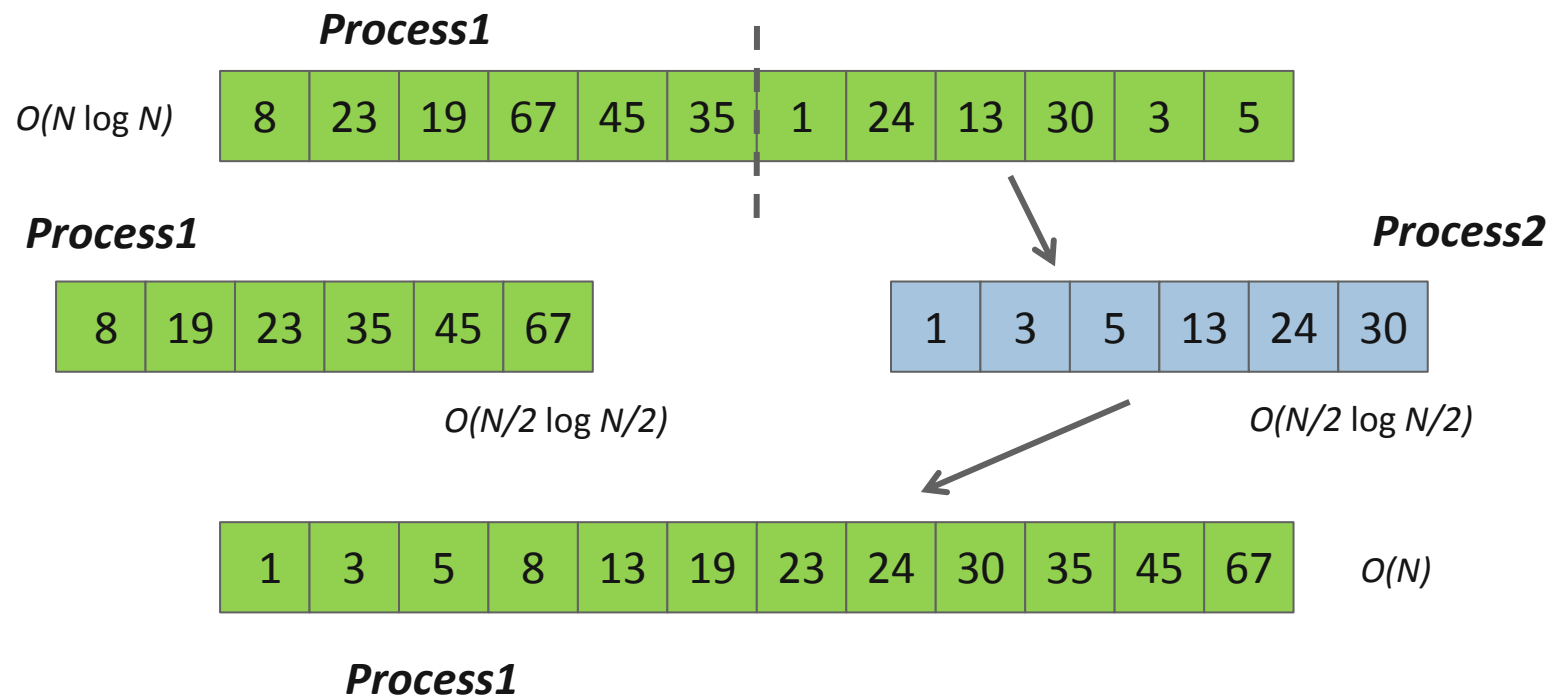 Process1
O(N log N) 8 23 19 67 45 35 1 24 13 30 3 5
Process1 Process2
8 19 23 35 45 67 1 3 5 13 24 30
O(N/2 log N/2) O(N/2 log N/2)
1 3 5 8 13 19 23 24 30 35 45 67 O(N)
Process1